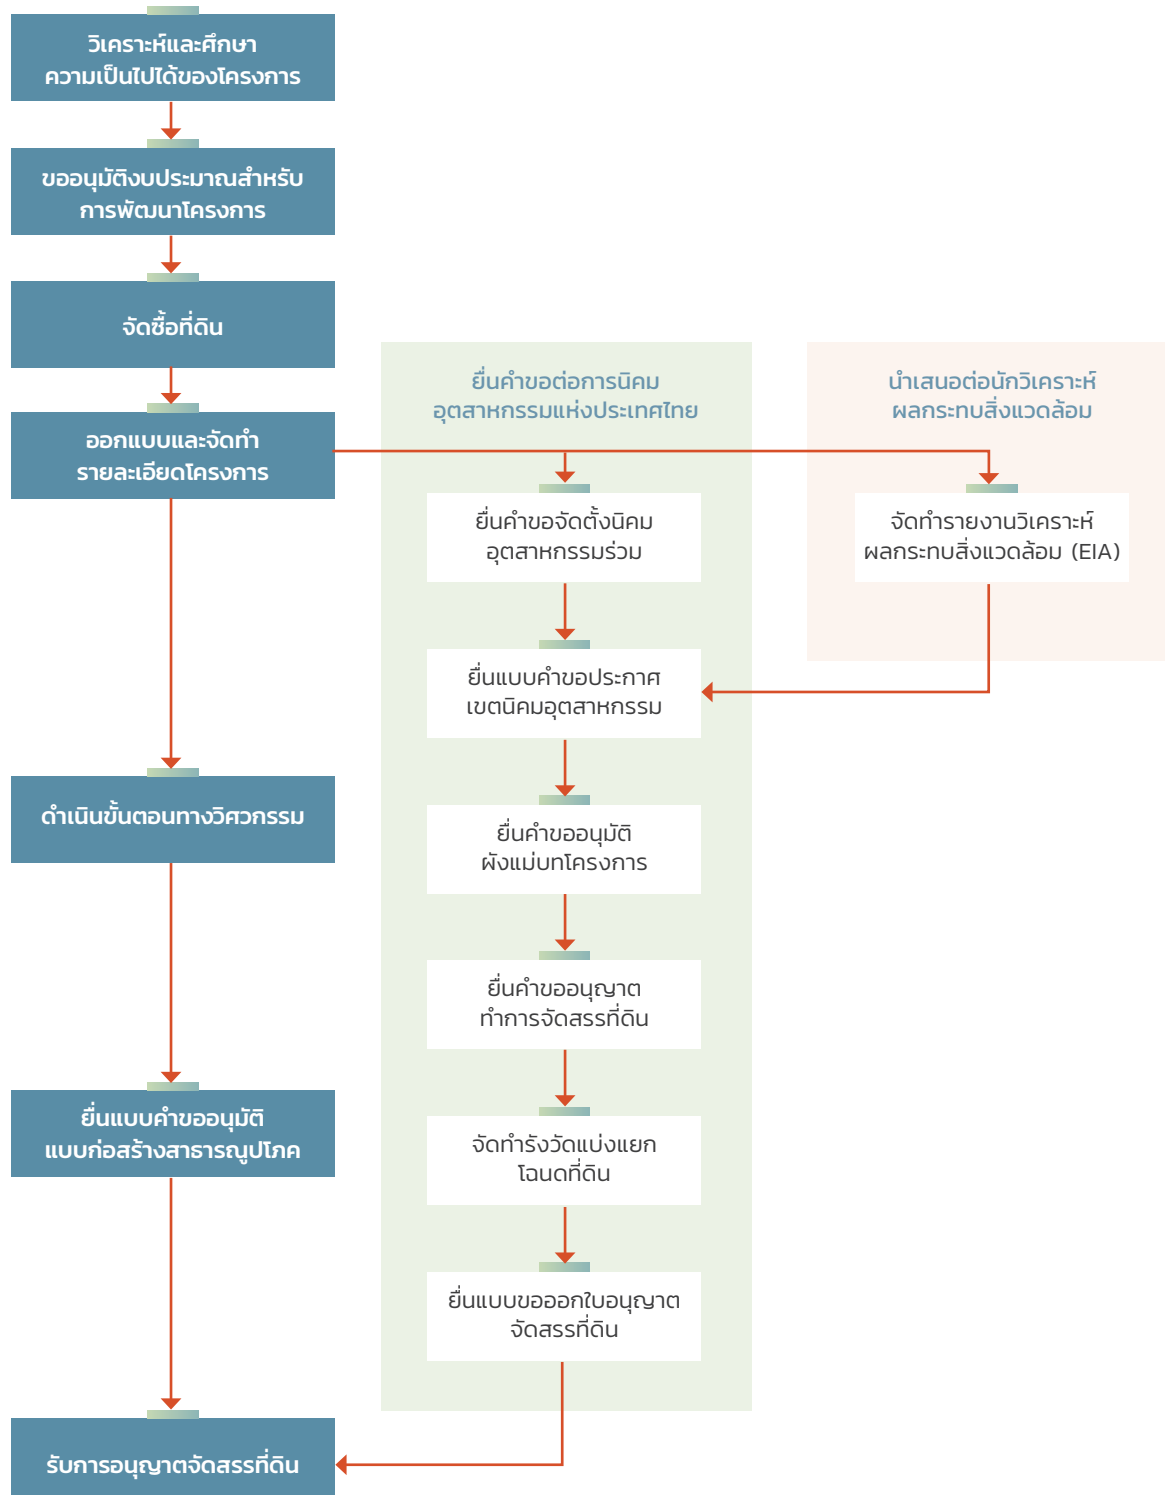 วิเคราะห์และศึกษา
ความเป็นไปได้ของโครงการ
ขออนุมัติงบประมาณสำหรับ
การพัฒนาโครงการ
จัดซื้อที่ดิน
ออกแบบและจัดทำ
รายละเอียดโครงการ
ดำเนินขั้นตอนทางวิศวกรรม
ยื่นแบบคำขออนุมัติ
แบบก่อสร้างสาธารณูปโภค
รับการอนุญาตจัดสรรที่ดิน
ยื่นคำขอต่อการนิคม
อุตสาหกรรมแห่งประเทศไทย
ยื่นคำขอจัดตั้งนิคม
อุตสาหกรรมร่วม
ยื่นแบบคำขอประกาศ
เขตนิคมอุตสาหกรรม
ยื่นคำขออนุมัติ
ผังแม่บทโครงการ
ยื่นคำขออนุญาต
ทำการจัดสรรที่ดิน
จัดทำรังวัดแบ่งแยก
โฉนดที่ดิน
ยื่นแบบขอออกใบอนุญาต
จัดสรรที่ดิน
นำเสนอต่อนักวิเคราะห์
ผลกระทบสิ่งแวดล้อม
จัดทำรายงานวิเคราะห์
ผลกระทบสิ่งแวดล้อม (EIA)